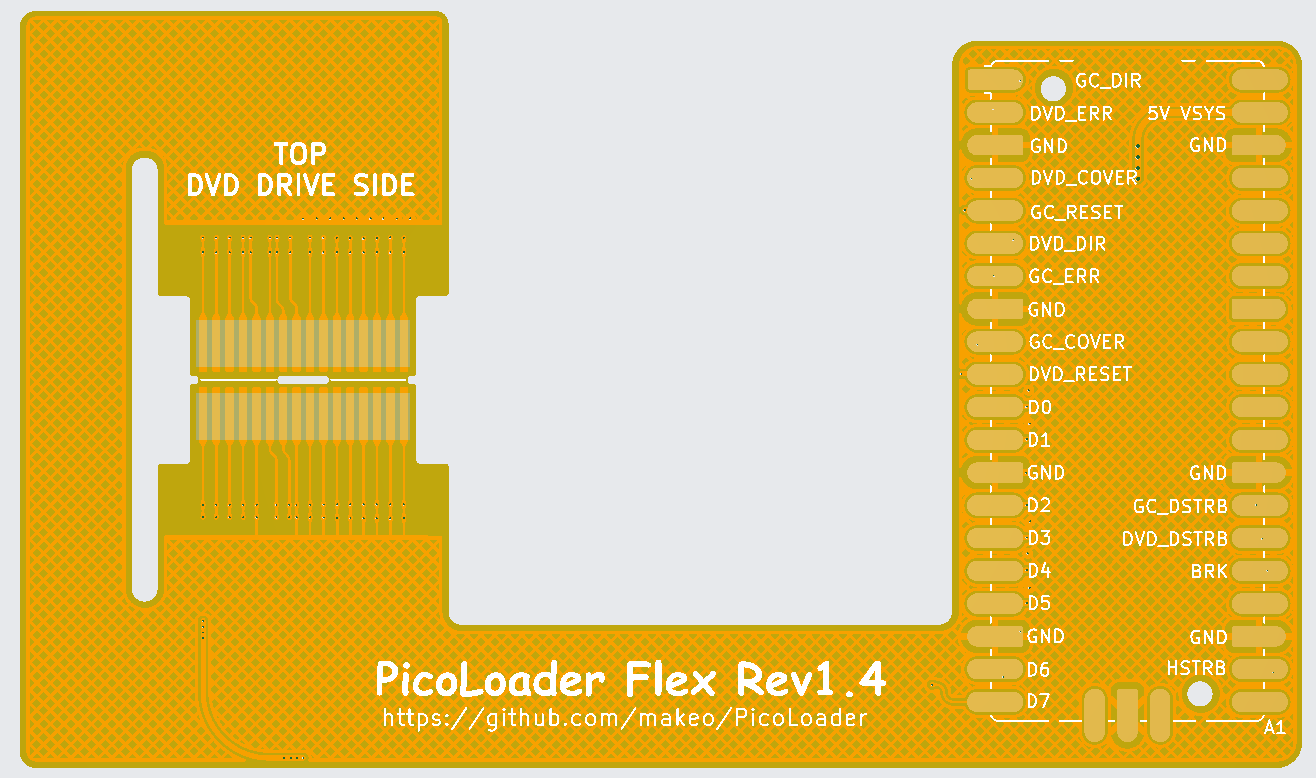 TOP
DVD DRIVE SIDE
GC_DIR
DVD_ERR 5V VSYS
GND GND
DVD_COVER
GC_RESET
DVD_DIR
GC_ERR
GND
GC_COVER
DVD_RESET
D0
D1
GND GND
D2 GC_DSTRB
D3 DVD_DSTRB
D4 BRK
D5
GND GND
D6 HSTRB
D7
A1
PicoLoader Flex Rev1.4
https://github.com/makeo/PicoLoader